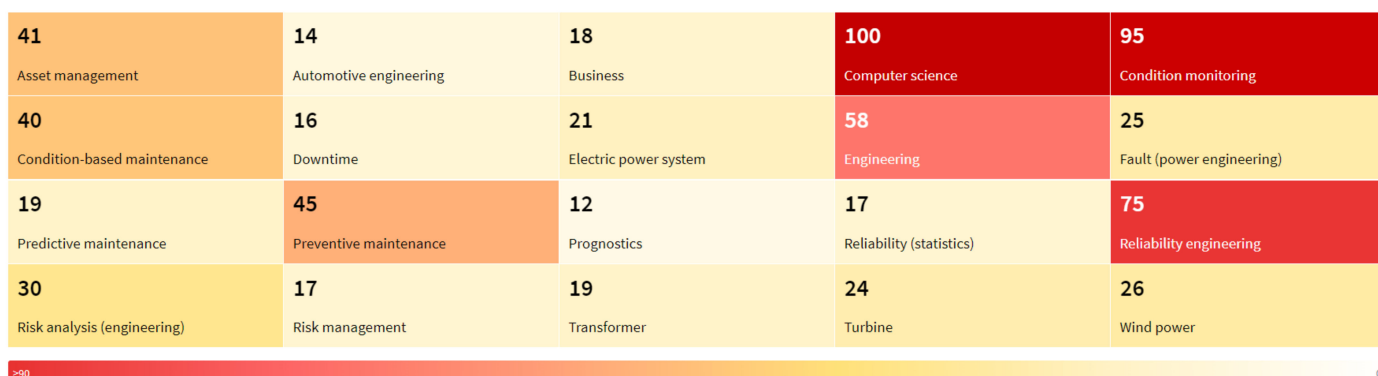 41
Asset management
14
Automotive engineering
18
Business
100
Computer science
95
Condition monitoring
40
Condition-based maintenance
16
Downtime
21
Electric power system
58
Engineering
25
Fault (power engineering)
19
Predictive maintenance
45
Preventive maintenance
12
Prognostics
17
Reliability (statistics)
75
Reliability engineering
30
Risk analysis (engineering)
17
Risk management
19
Transformer
24
Turbine
26
Wind power
>90